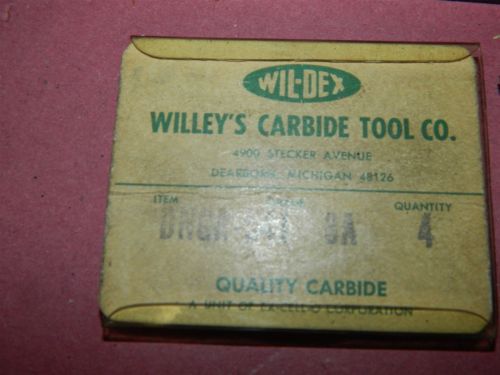 WIL-DEX
WILLEY'S CARBIDE TOOL CO.
4900 STECKER AVENUE
DEARBORN, MICHIGAN 48126
ITEM QUANTITY
8A 4
QUALITY CARBIDE
A UNIT OF EX-CELL-O CORPORATION